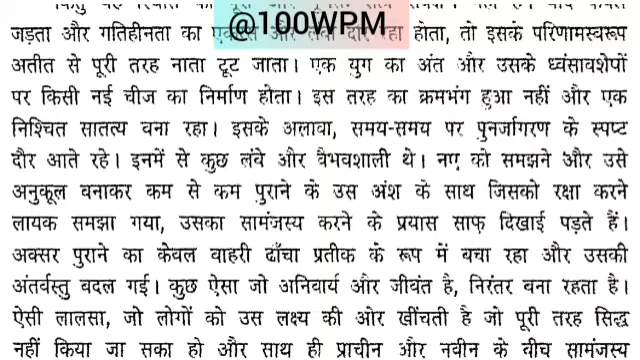 @100WPM
जड़ता और गतिहीनता का और लंबा दौर रहा होता, तो इसके परिणामस्वरूप
अतीत से पूरी तरह नाता टूट जाता। एक युग का अंत और उसके ध्वंसावशेषों
पर किसी नई चीज का निर्माण होता। इस तरह का क्रमभंग हुआ नहीं और एक
निश्चित सातत्य बना रहा। इसके अलावा, समय-समय पर पुनर्जागरण के स्पष्ट
दौर आते रहे। इनमें से कुछ लंबे और वैभवशाली थे। नए को समझने और उसे
अनुकूल बनाकर कम से कम पुराने के उस अंश के साथ जिसको रक्षा करने
लायक समझा गया, उसका सामंजस्य करने के प्रयास साफ़ दिखाई पड़ते हैं।
अक्सर पुराने का केवल बाहरी ढाँचा प्रतीक के रूप में बचा रहा और उसकी
अंतर्वस्तु बदल गई। कुछ ऐसा जो अनिवार्य और जीवंत है, निरंतर बना रहता है।
ऐसी लालसा, जो लोगों को उस लक्ष्य की ओर खींचती है जो पूरी तरह सिद्ध
नहीं किया जा सका हो और साथ ही प्राचीन और नवीन के बीच सामंजस्य